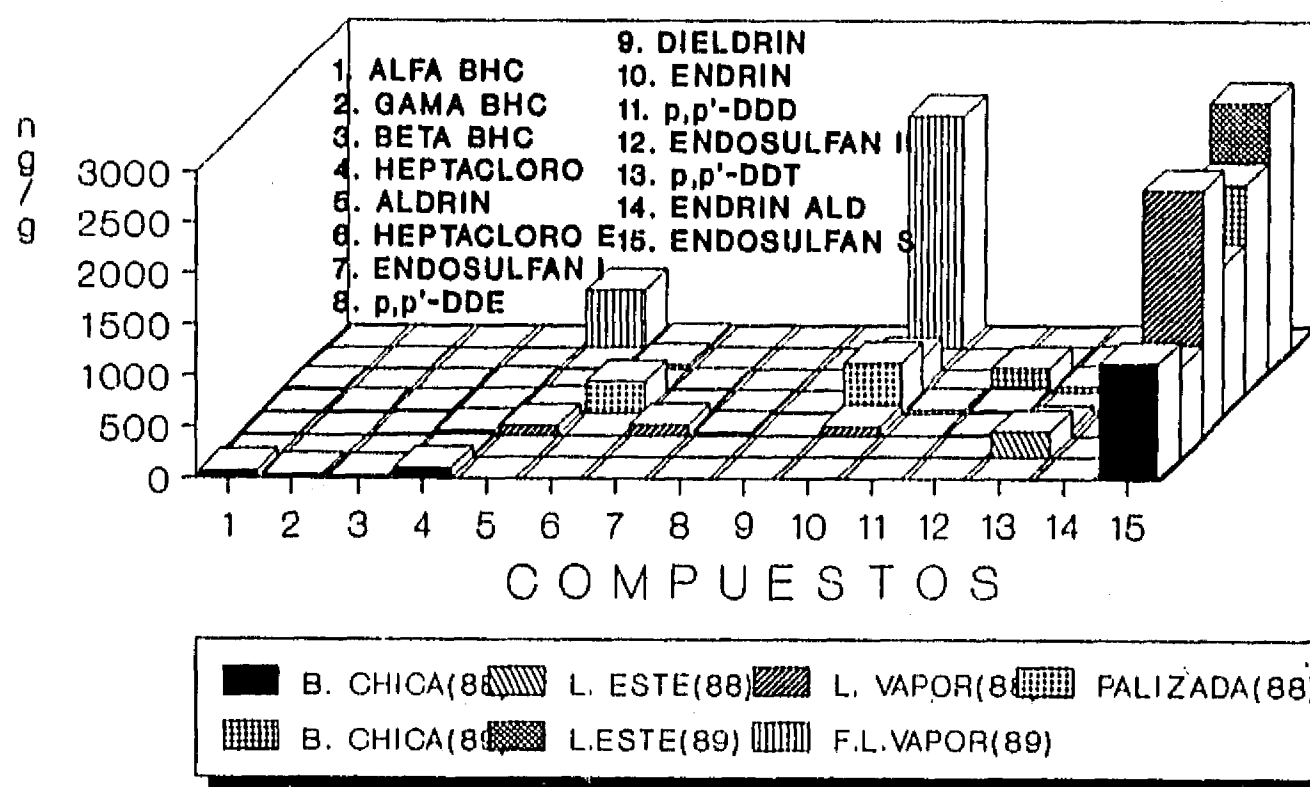 1. ALFA BHC
2. GAMA BHC
3. BETA BHC
4. HEPTACLORO
5. ALDRIN
6. HEPTACLORO E
7. ENDOSULFAN I
8. p,p'-DDE
9. DIELDRIN
10. ENDRIN
11. p,p'-DDD
12. ENDOSULFAN I
13. p,p'-DDT
14. ENDRIN ALD
15. ENDOSULFAN S
ng/g
3000
2500
2000
1500
1000
500
0
1 2 3 4 5 6 7 8 9 10 11 12 13 14 15
COMPUESTOS
B. CHICA(88) L. ESTE(88) L. VAPOR(88) PALIZADA(88)
B. CHICA(89) L.ESTE(89) F.L.VAPOR(89)